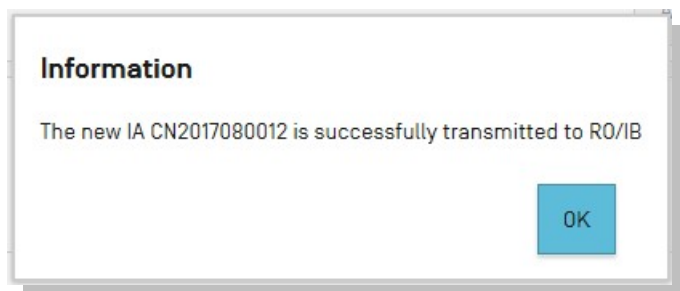 Information
The new IA CN2017080012 is successfully transmitted to RO/IB
OK